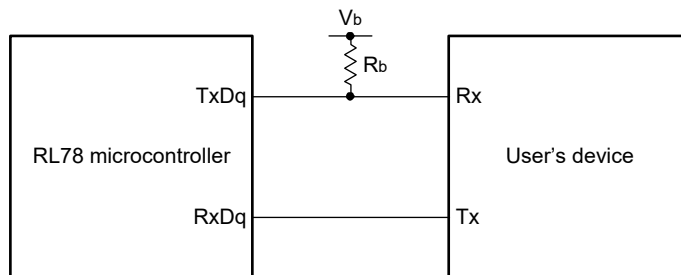 Vb
Rb
TxDq
Rx
RL78 microcontroller
User’s device
RxDq
Tx